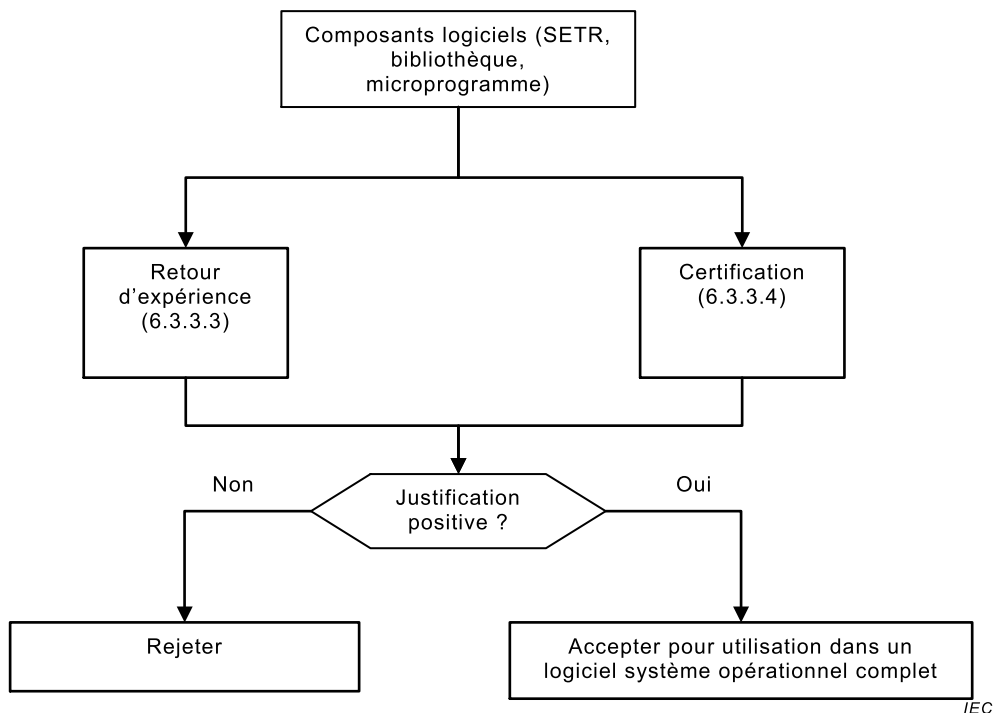 Composants logiciels (SETR,
bibliothèque,
microprogramme)
Retour
d'expérience
(6.3.3.3)
Certification
(6.3.3.4)
Non
Justification
positive ?
Oui
Rejeter
Accepter pour utilisation dans un
logiciel système opérationnel complet
IEC